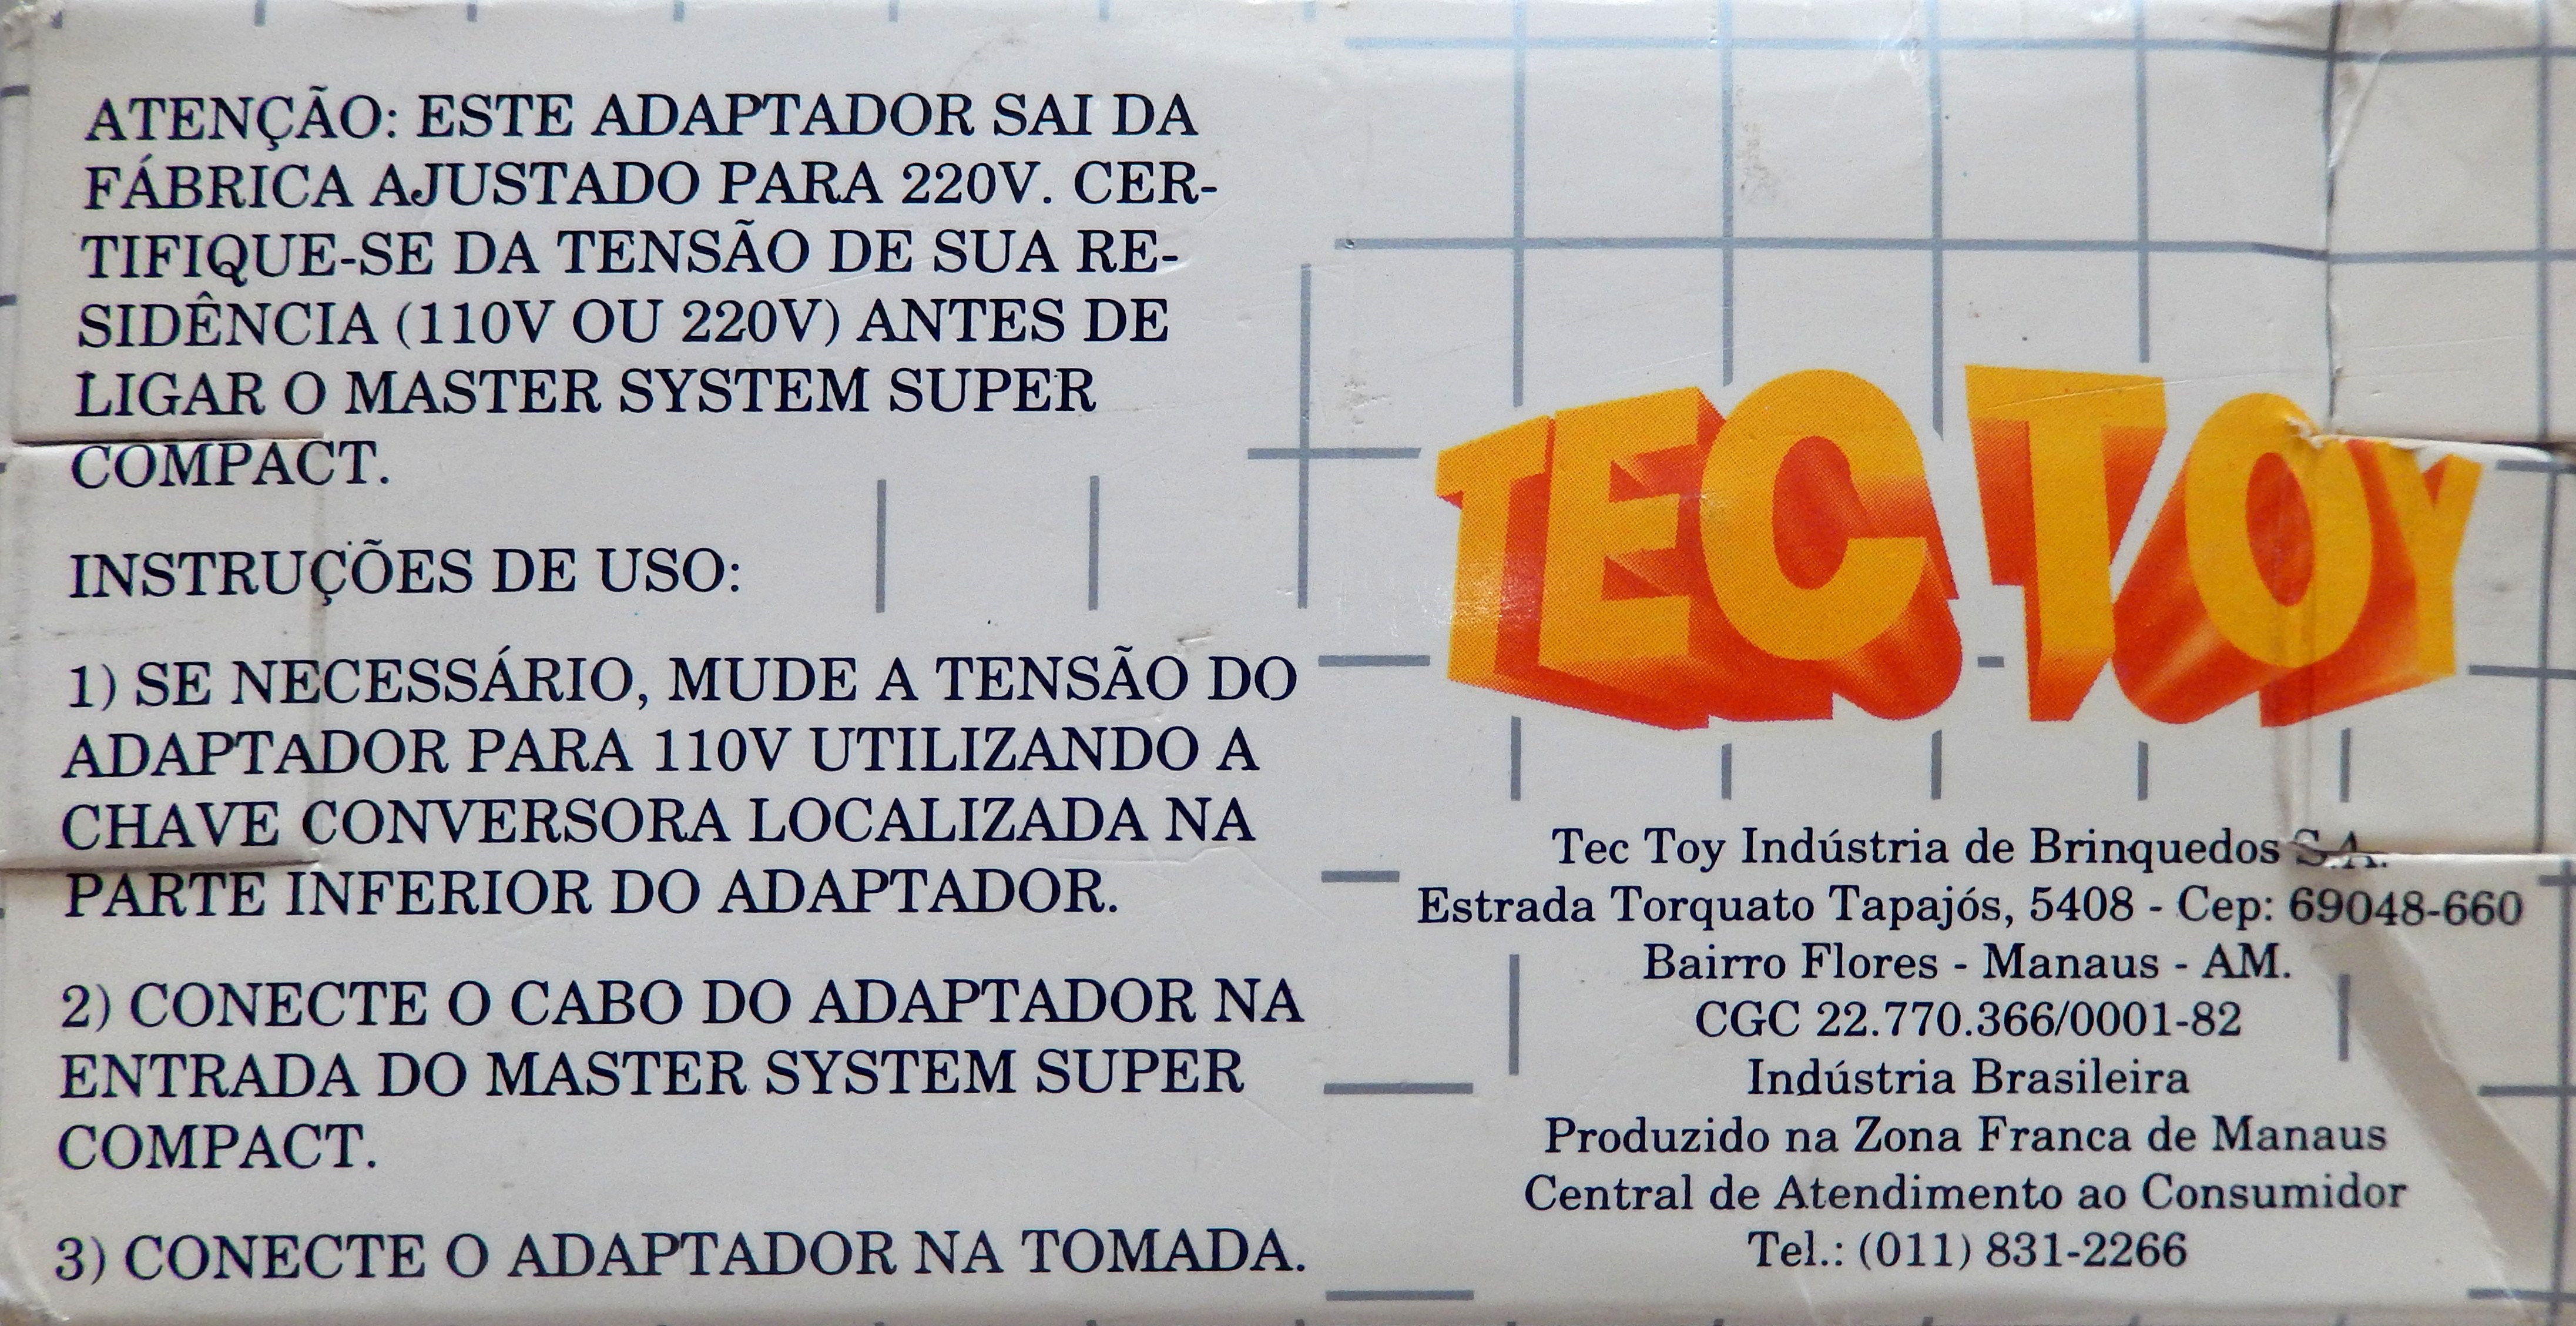 ATENÇÃO: ESTE ADAPTADOR SAI DA
FÁBRICA AJUSTADO PARA 220V. CER-
TIFIQUE-SE DA TENSÃO DE SUA RE-
SIDÊNCIA (110V OU 220V) ANTES DE
LIGAR O MASTER SYSTEM SUPER
COMPACT.
INSTRUÇÕES DE USO:
1) SE NECESSÁRIO, MUDE A TENSÃO DO
ADAPTADOR PARA 110V UTILIZANDO A
CHAVE CONVERSORA LOCALIZADA NA
PARTE INFERIOR DO ADAPTADOR.
2) CONECTE O CABO DO ADAPTADOR NA
ENTRADA DO MASTER SYSTEM SUPER
COMPACT.
3) CONECTE O ADAPTADOR NA TOMADA.
TEC TOY
Tec Toy Indústria de Brinquedos S.A.
Estrada Torquato Tapajós, 5408 - Cep: 69048-660
Bairro Flores - Manaus - AM.
CGC 22.770.366/0001-82
Indústria Brasileira
Produzido na Zona Franca de Manaus
Central de Atendimento ao Consumidor
Tel.: (011) 831-2266